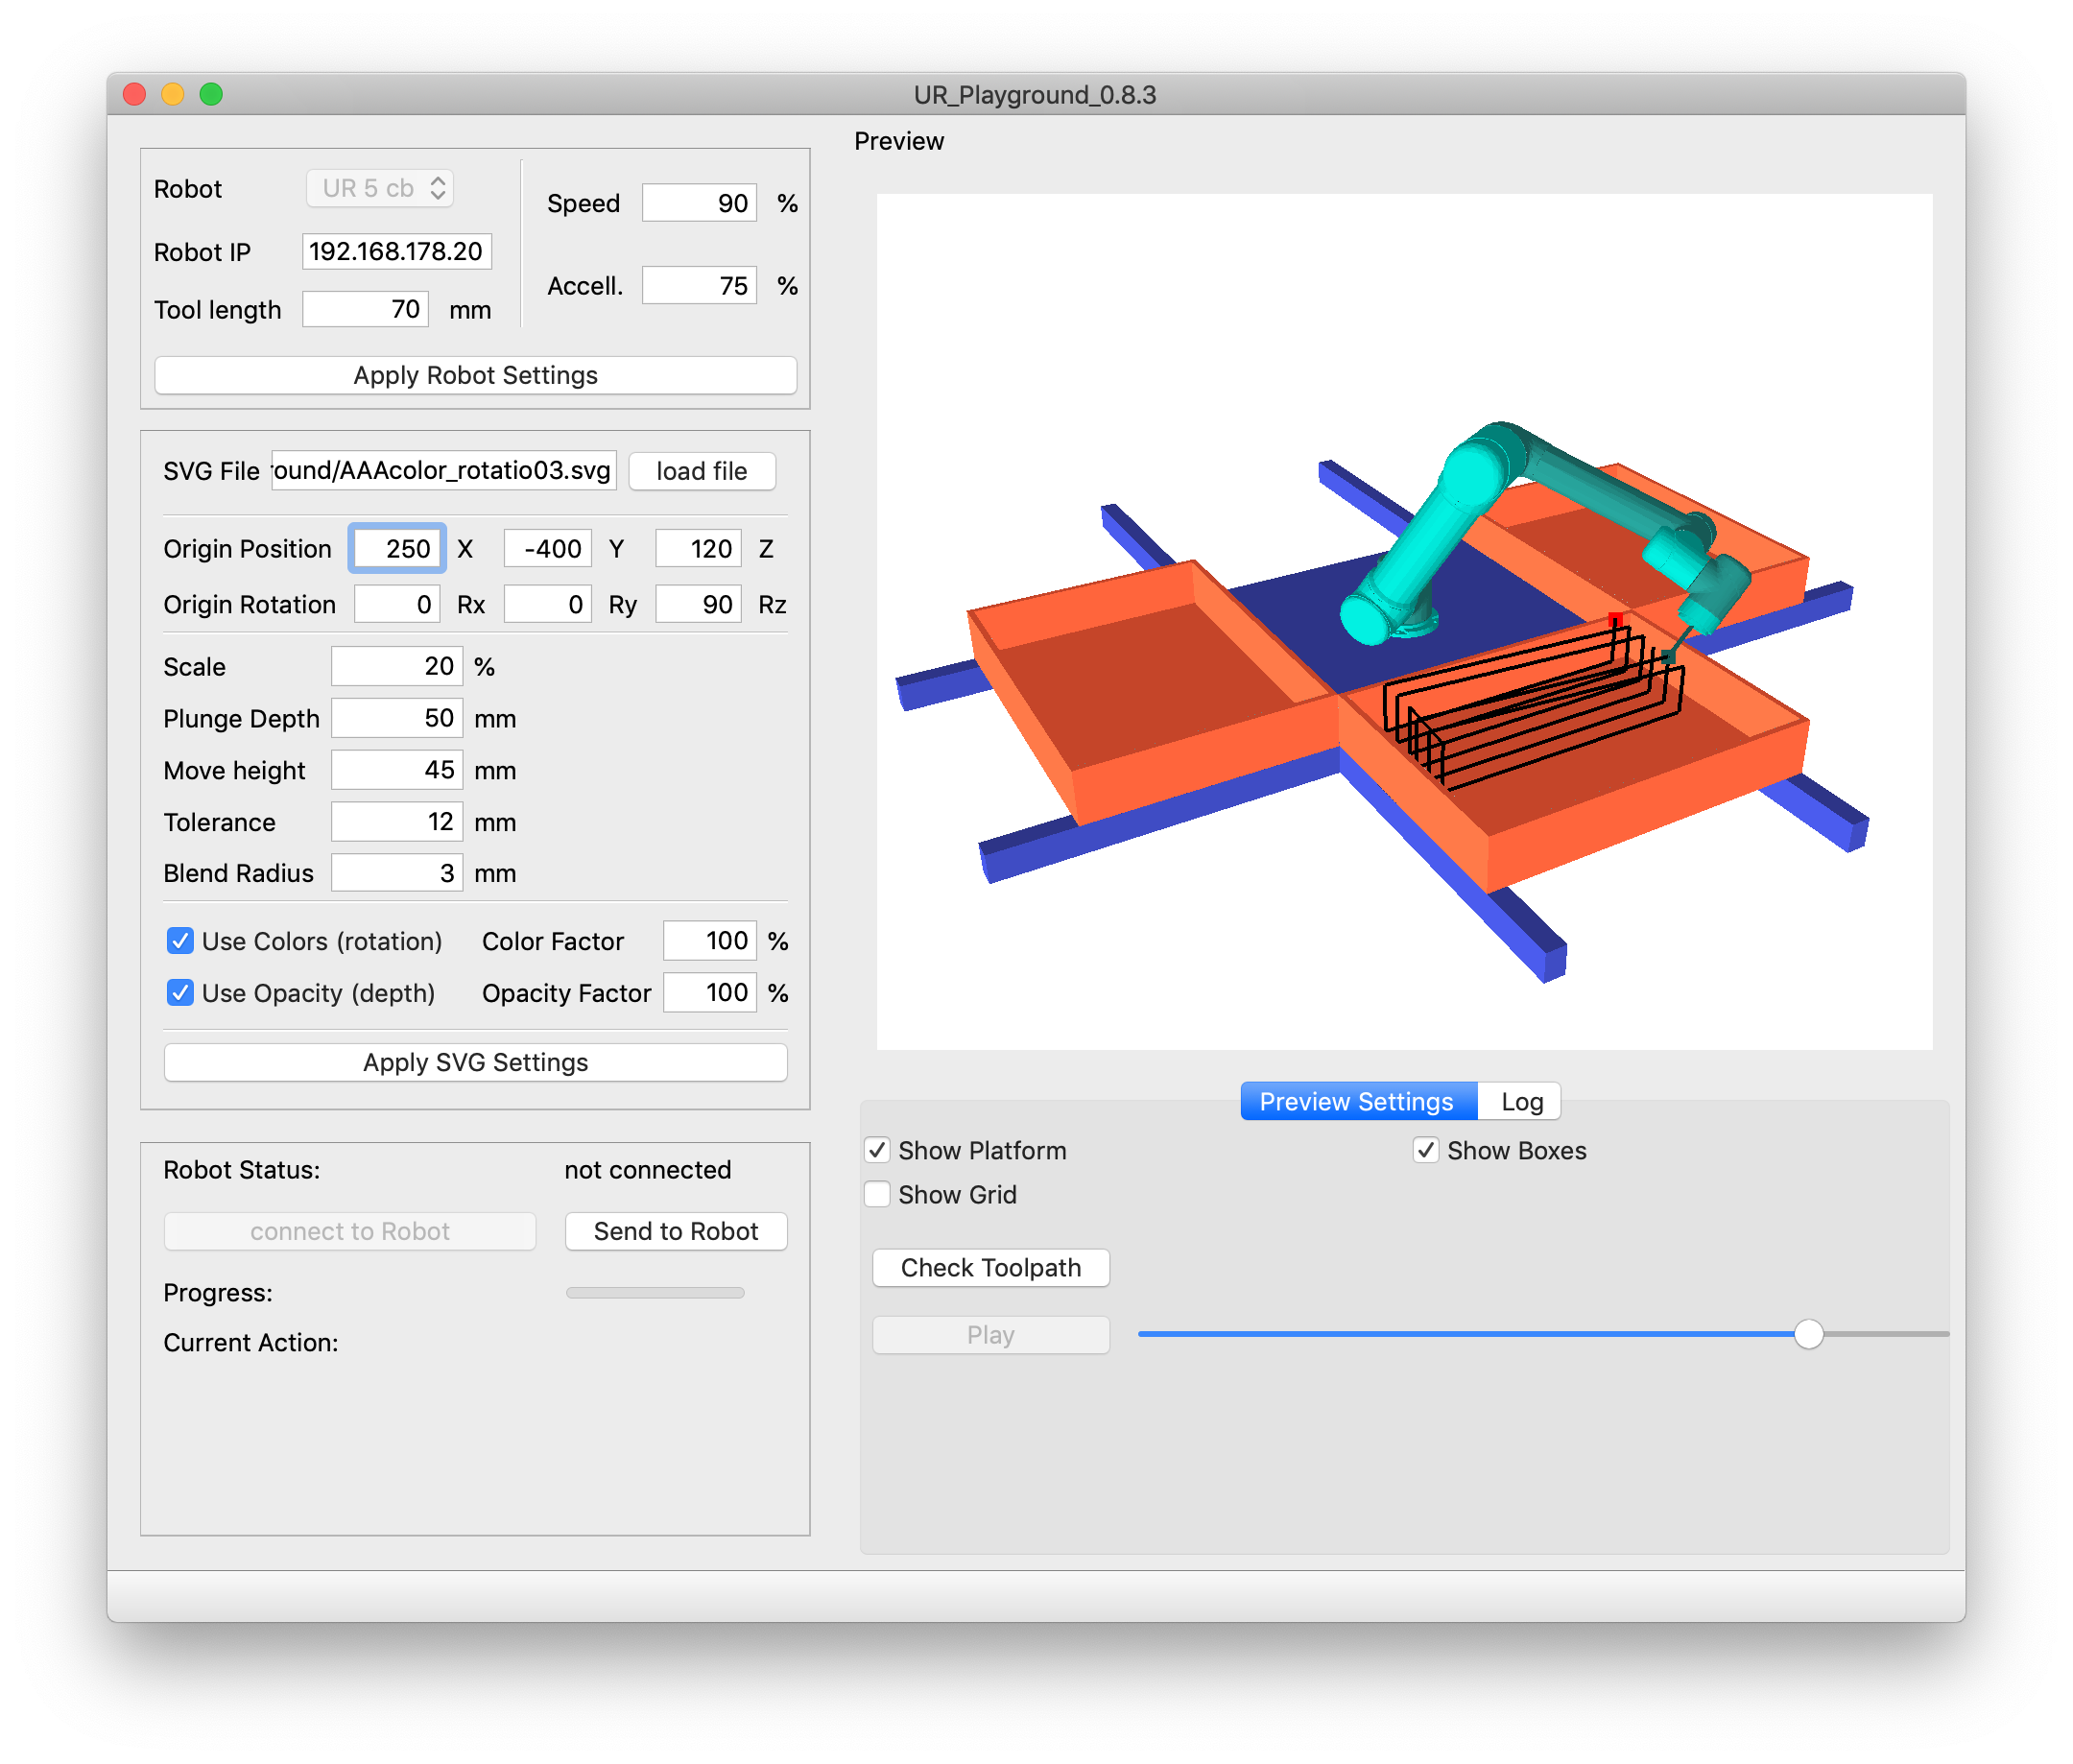 UR_Playground_0.8.3
Robot UR 5 cb
Robot IP 192.168.178.20
Tool length 70 mm
Speed 90 %
Accell. 75 %
Apply Robot Settings
SVG File ound/AAAcolor_rotatio03.svg load file
Origin Position 250 X -400 Y 120 Z
Origin Rotation 0 Rx 0 Ry 90 Rz
Scale 20 %
Plunge Depth 50 mm
Move height 45 mm
Tolerance 12 mm
Blend Radius 3 mm
Use Colors (rotation) Color Factor 100 %
Use Opacity (depth) Opacity Factor 100 %
Apply SVG Settings
Robot Status: not connected
connect to Robot Send to Robot
Progress:
Current Action:
Preview
Preview Settings Log
Show Platform Show Boxes
Show Grid
Check Toolpath
Play